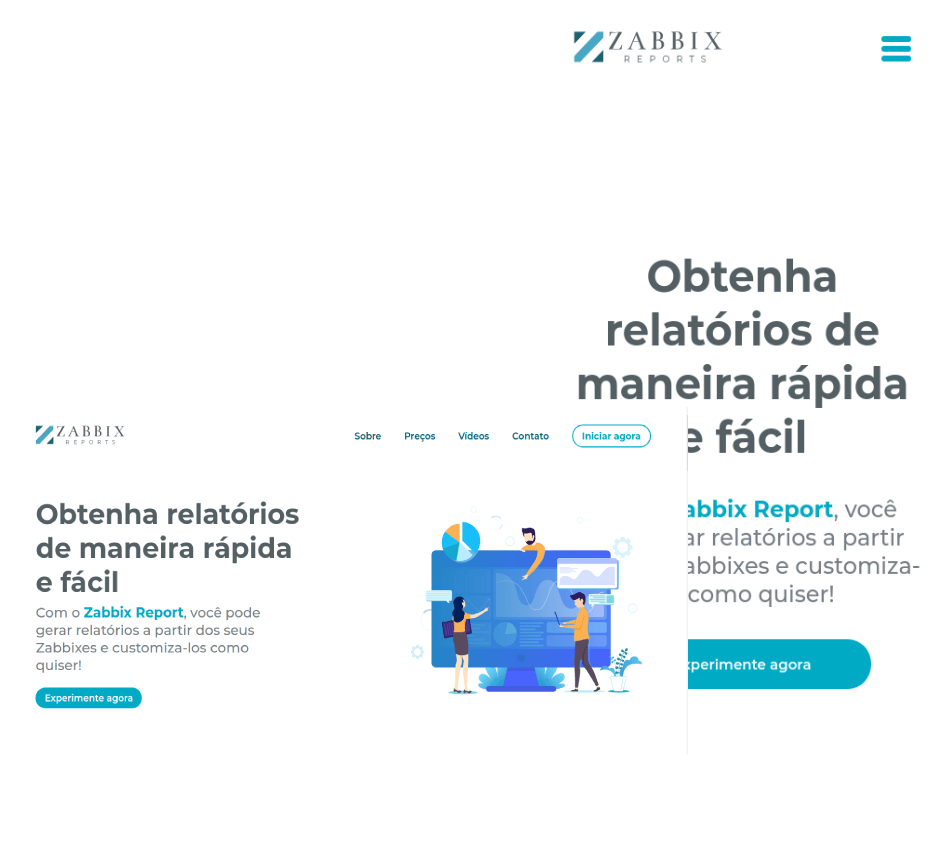 ZABBIX
REPORTS
Obtenha
relatórios de
maneira rápida
e fácil
abbix Report, você
ar relatórios a partir
abbixes e customiza-
como quiser!
xperimente agora
ZABBIX
REPORTS
Sobre
Preços
Vídeos
Contato
Iniciar agora
Obtenha relatórios
de maneira rápida
e fácil
Com o Zabbix Report, você pode
gerar relatórios a partir dos seus
Zabbixes e customiza-los como
quiser!
Experimente agora